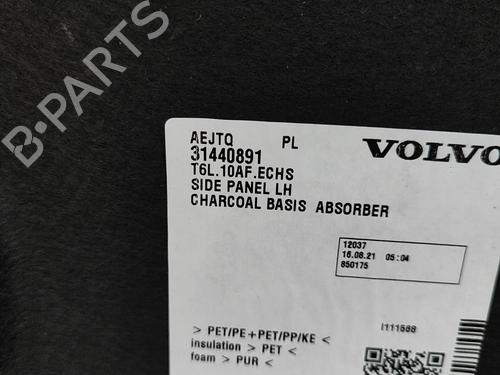 AEJTQ PL
VOLVO
31440891
T6L.10AF.ECHS
SIDE PANEL LH
CHARCOAL BASIS ABSORBER
12037
16.08.21 05:04
850175
> PET/PE+PET/PP/KE <
insulation > PET <
foam > PUR <
I111568
B-PARTS